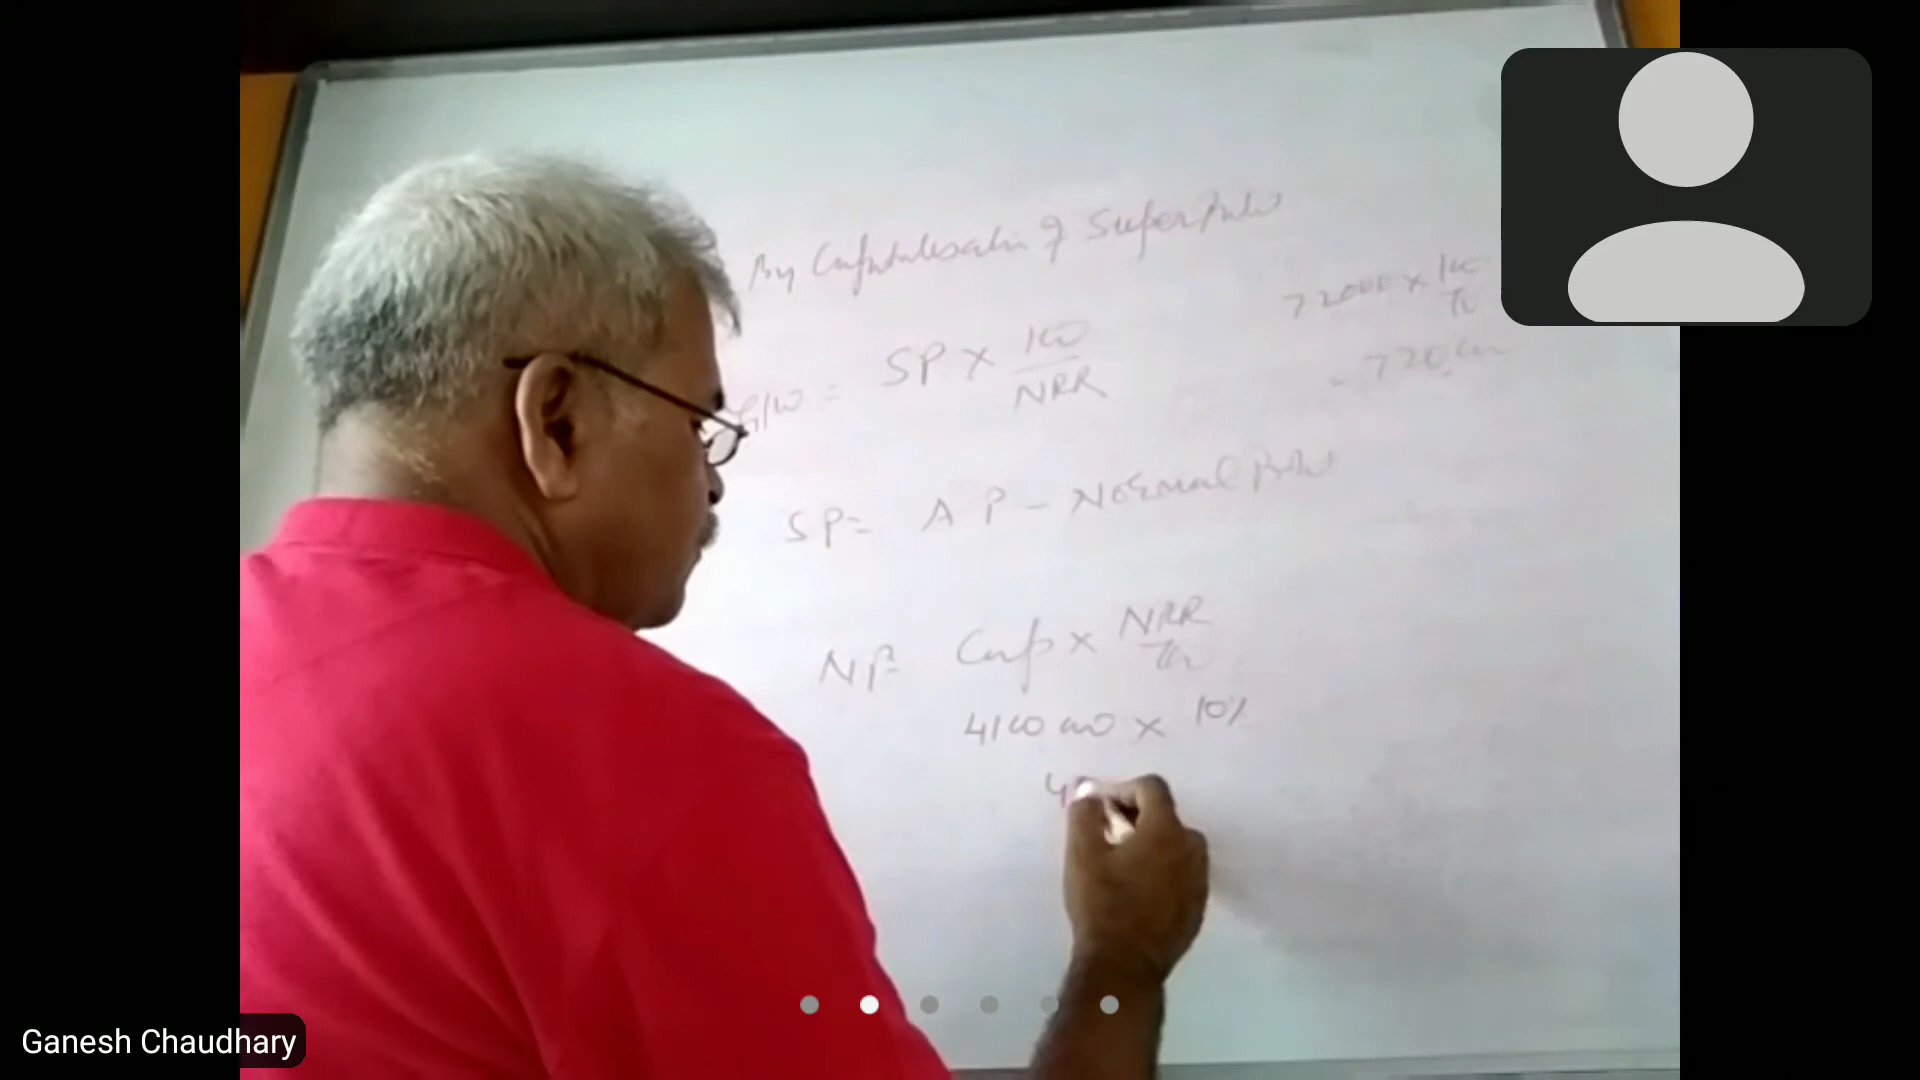 By Capitalisation of Super Profit
72000 × 100
10
G/W = SP × 100
NRR
= 720,000
SP = AP - Normal Profit
NP = Cap × NRR
100
4100000 × 10%
4
Ganesh Chaudhary